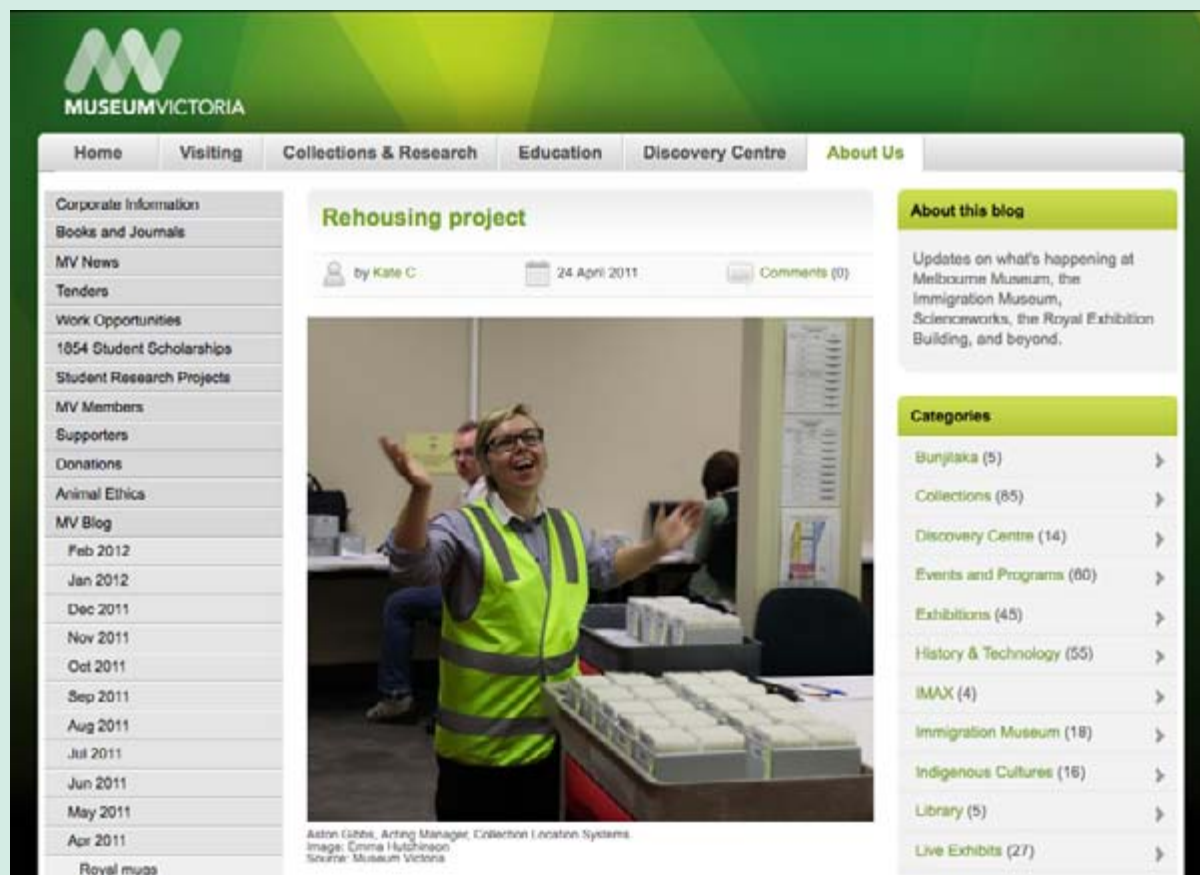 MUSEUMVICTORIA
Home Visiting Collections & Research Education Discovery Centre About Us
Corporate Information
Books and Journals
MV News
Tenders
Work Opportunities
1854 Student Scholarships
Student Research Projects
MV Members
Supporters
Donations
Animal Ethics
MV Blog
Feb 2012
Jan 2012
Dec 2011
Nov 2011
Oct 2011
Sep 2011
Aug 2011
Jul 2011
Jun 2011
May 2011
Apr 2011
Royal mugs
Rehousing project
by Kate C 24 April 2011 Comments (0)
Aston Gibbs, Acting Manager, Collection Location Systems.
Image: Emma Hutchinson
Source: Museum Victoria
About this blog
Updates on what's happening at
Melbourne Museum, the
Immigration Museum,
Scienceworks, the Royal Exhibition
Building, and beyond.
Categories
Bunjilaka (5)
Collections (85)
Discovery Centre (14)
Events and Programs (60)
Exhibitions (45)
History & Technology (55)
IMAX (4)
Immigration Museum (18)
Indigenous Cultures (16)
Library (5)
Live Exhibits (27)